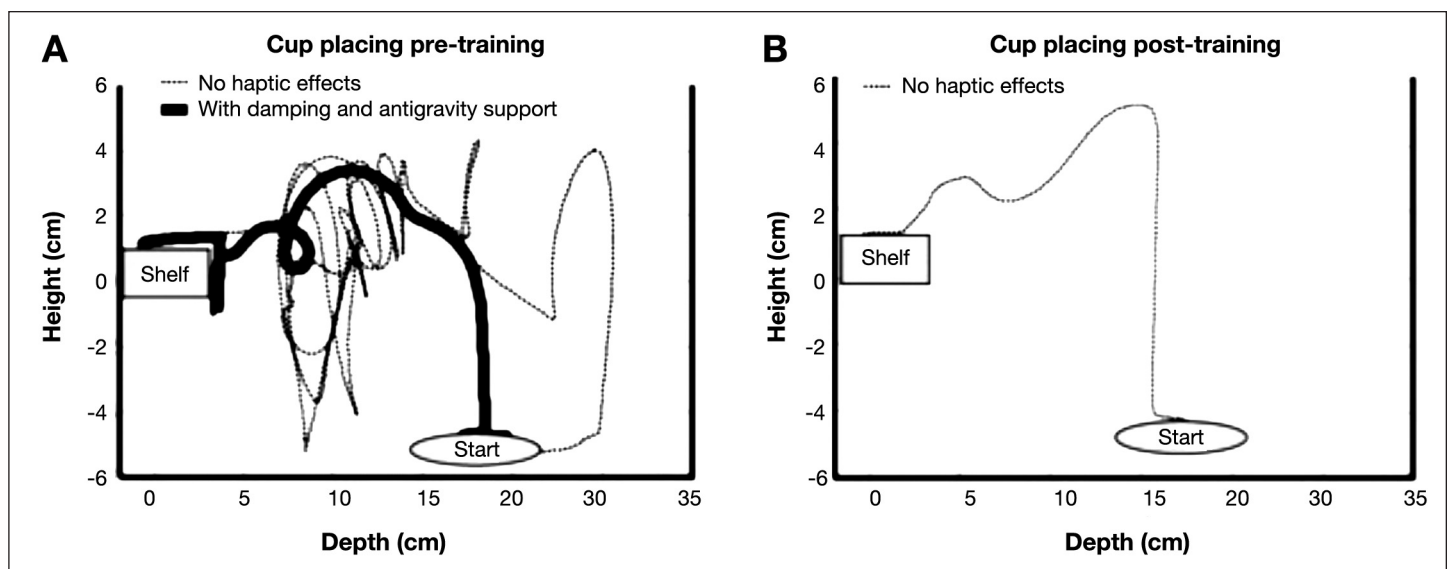 A
Cup placing pre-training
No haptic effects
With damping and antigravity support
Height (cm)
6
4
2
0
-2
-4
-6
Shelf
Start
0 5 10 15 20 30 35
Depth (cm)
B
Cup placing post-training
No haptic effects
Height (cm)
6
4
2
0
-2
-4
-6
Shelf
Start
0 5 10 15 20 30 35
Depth (cm)